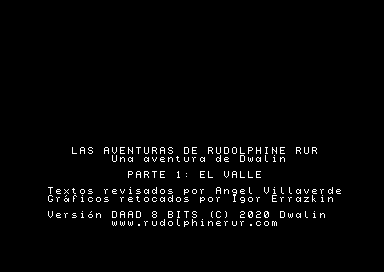 LAS AVENTURAS DE RUDOLPHINE RUR
Una aventura de Dwalin
PARTE 1: EL VALLE
Textos revisados por Angel Villaverde
Gráficos retocados por Igor Errazkin
Versión DAAD 8 BITS (C) 2020 Dwalin
www.rudolphinerur.com